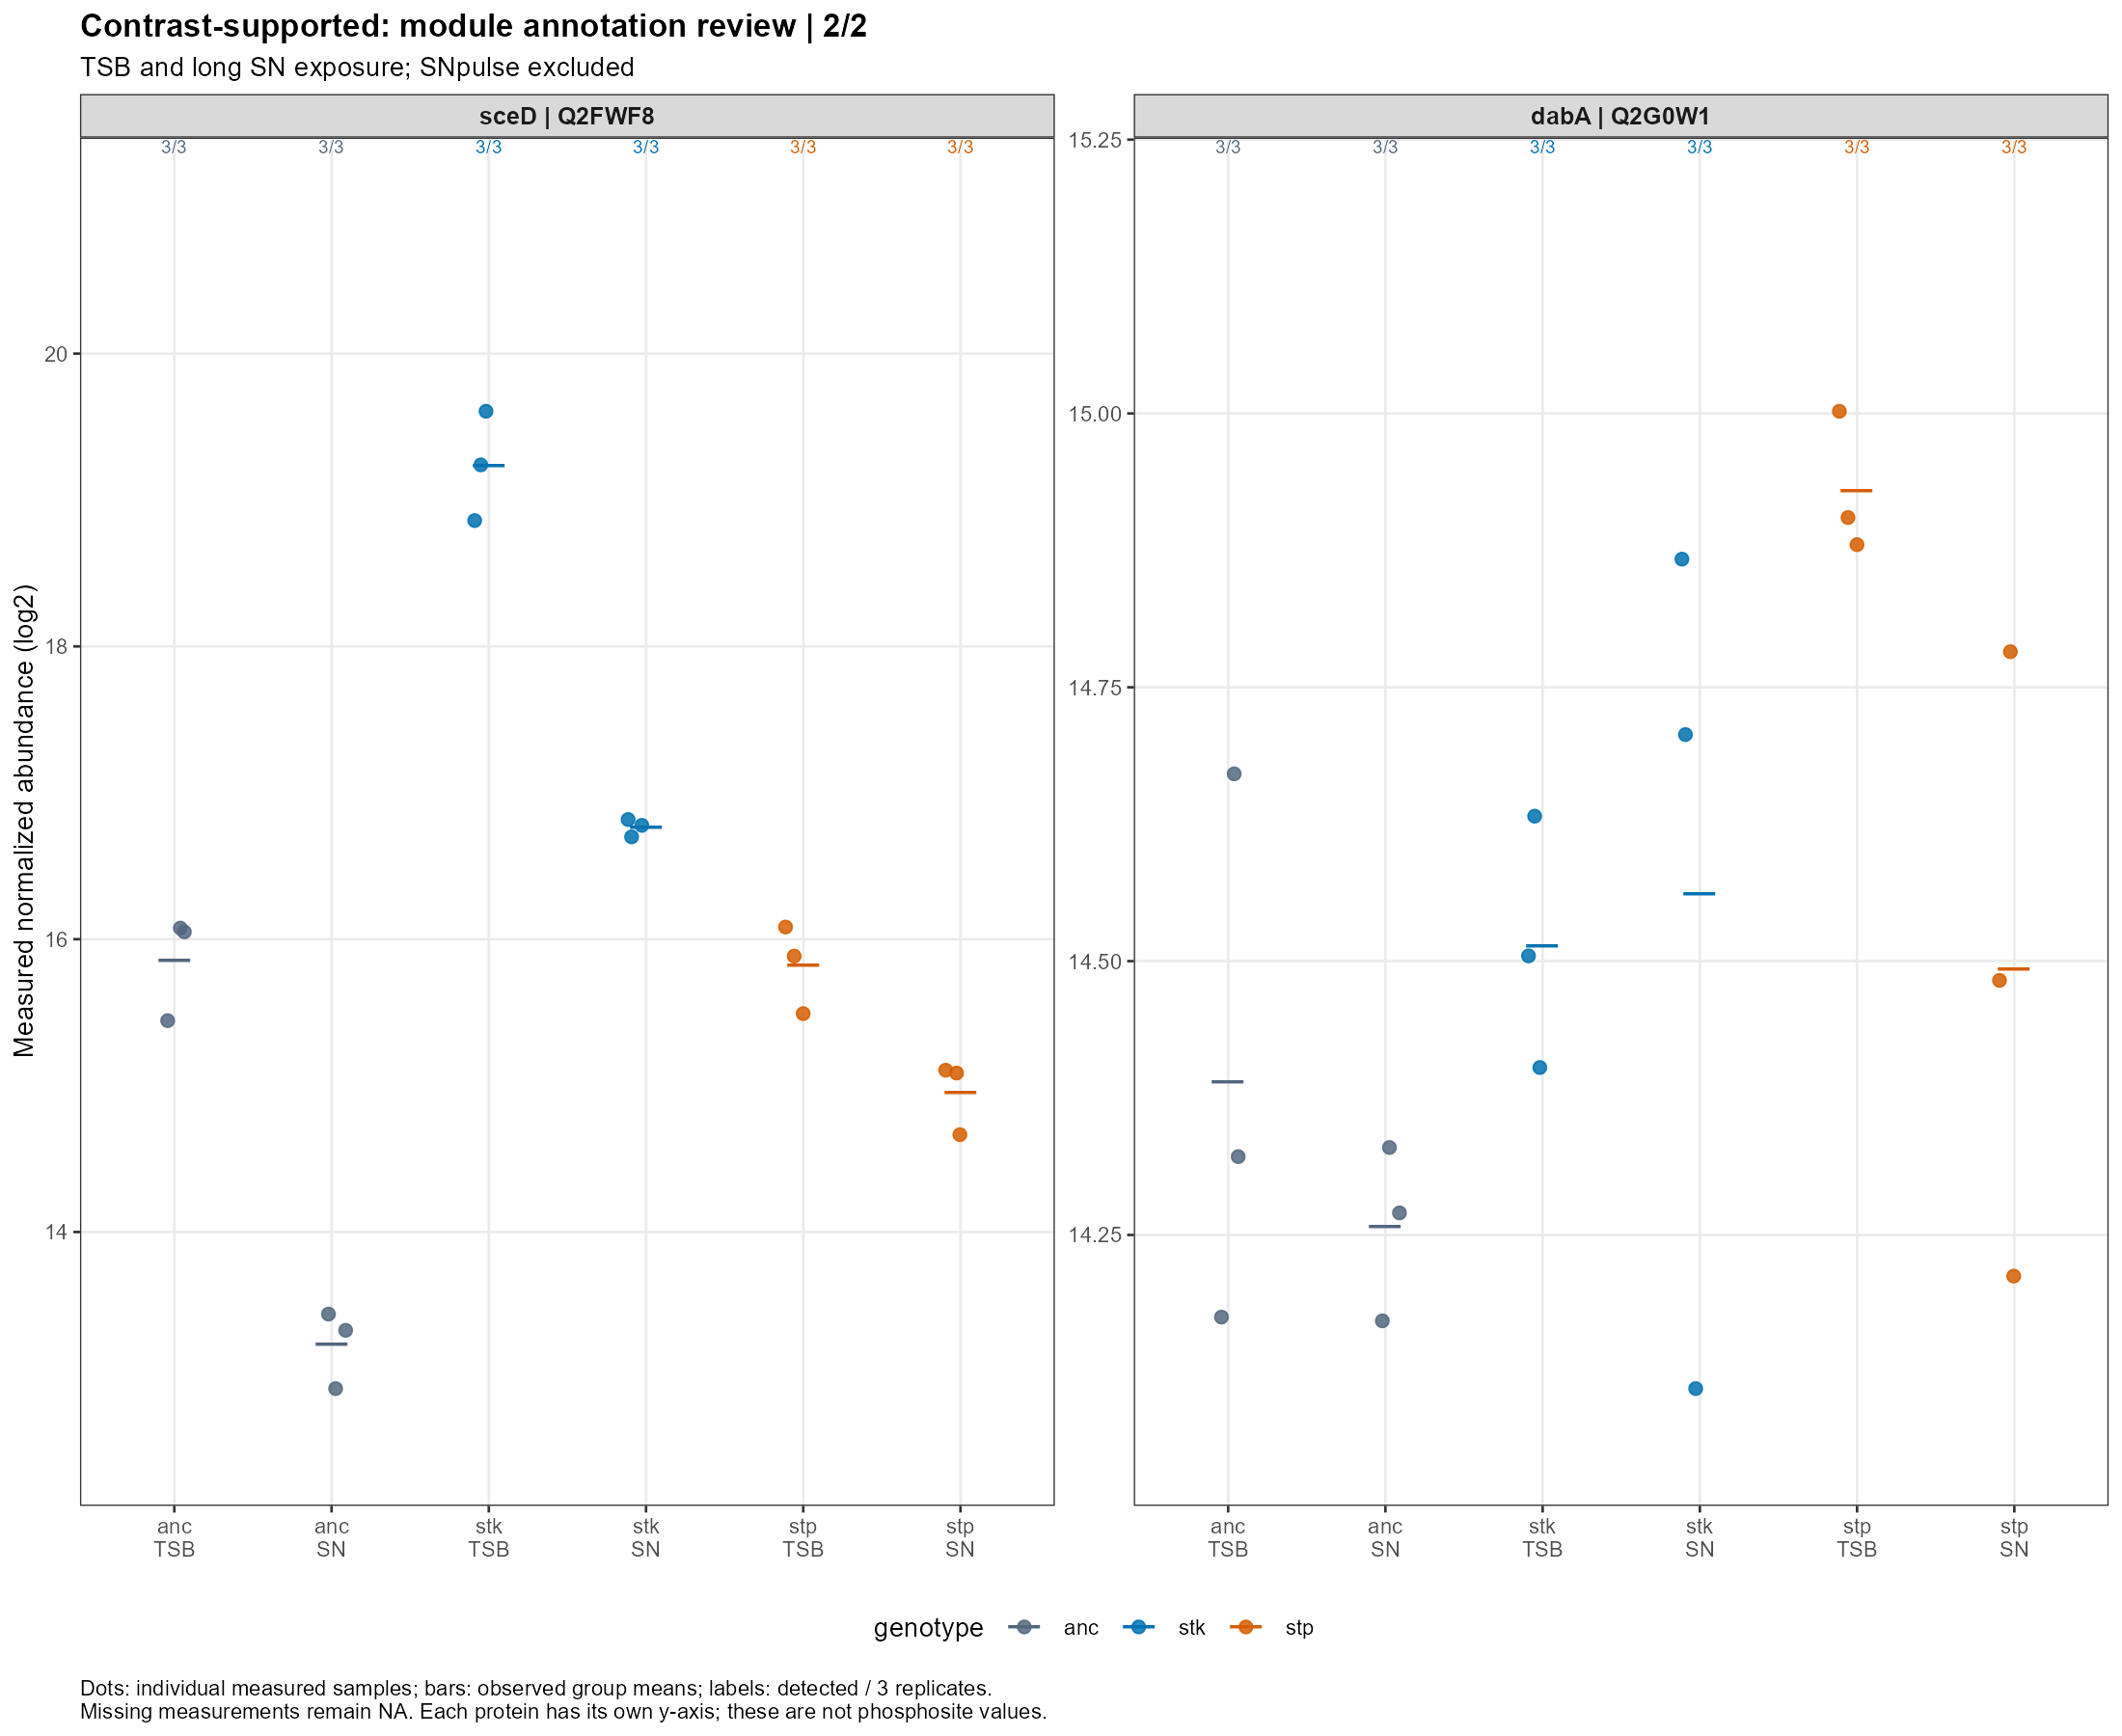 Contrast-supported: module annotation review | 2/2
TSB and long SN exposure; SNpulse excluded
sceD | Q2FWF8
dabA | Q2G0W1
3/3 3/3 3/3 3/3 3/3 3/3
3/3 3/3 3/3 3/3 3/3 3/3
Measured normalized abundance (log2)
20
18
16
14
15.25
15.00
14.75
14.50
14.25
anc TSB
anc SN
stk TSB
stk SN
stp TSB
stp SN
anc TSB
anc SN
stk TSB
stk SN
stp TSB
stp SN
genotype anc stk stp
Dots: individual measured samples; bars: observed group means; labels: detected / 3 replicates.
Missing measurements remain NA. Each protein has its own y-axis; these are not phosphosite values.